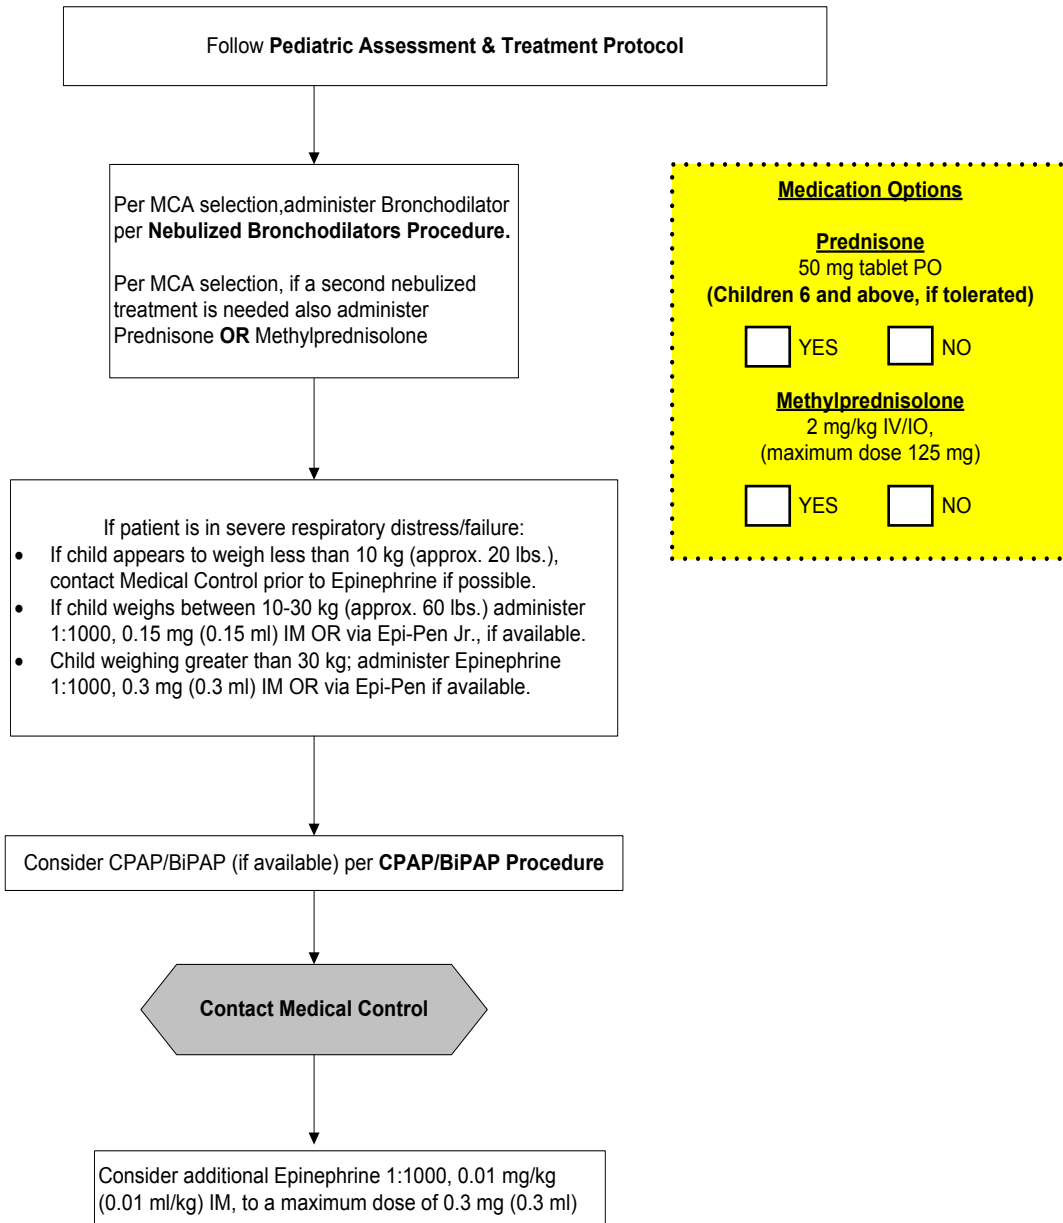 Follow Pediatric Assessment & Treatment Protocol
Per MCA selection,administer Bronchodilator
per Nebulized Bronchodilators Procedure.
Per MCA selection, if a second nebulized
treatment is needed also administer
Prednisone OR Methylprednisolone
Medication Options
Prednisone
50 mg tablet PO
(Children 6 and above, if tolerated)
YES NO
Methylprednisolone
2 mg/kg IV/IO,
(maximum dose 125 mg)
YES NO
If patient is in severe respiratory distress/failure:
• If child appears to weigh less than 10 kg (approx. 20 lbs.),
contact Medical Control prior to Epinephrine if possible.
• If child weighs between 10-30 kg (approx. 60 lbs.) administer
1:1000, 0.15 mg (0.15 ml) IM OR via Epi-Pen Jr., if available.
• Child weighing greater than 30 kg; administer Epinephrine
1:1000, 0.3 mg (0.3 ml) IM OR via Epi-Pen if available.
Consider CPAP/BiPAP (if available) per CPAP/BiPAP Procedure
Contact Medical Control
Consider additional Epinephrine 1:1000, 0.01 mg/kg
(0.01 ml/kg) IM, to a maximum dose of 0.3 mg (0.3 ml)